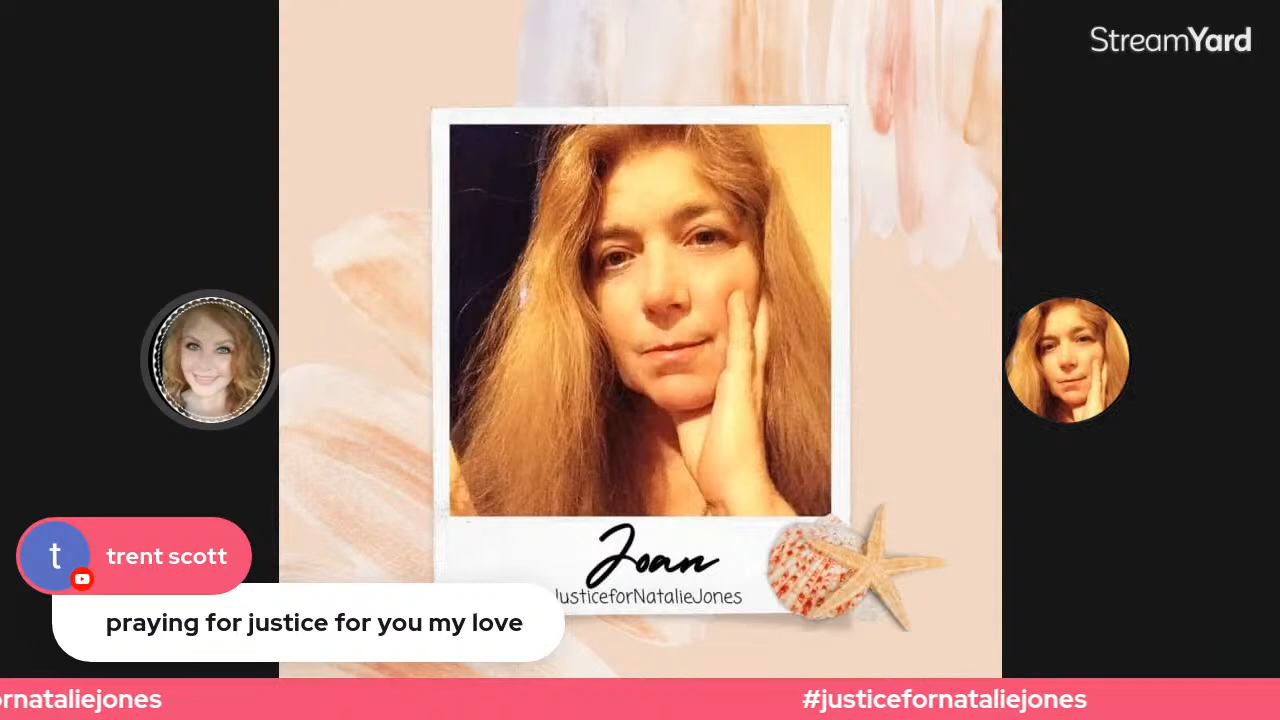 StreamYard
Joan
JusticeforNatalieJones
t
trent scott
praying for justice for you my love
ornataliejones
#justicefornataliejones